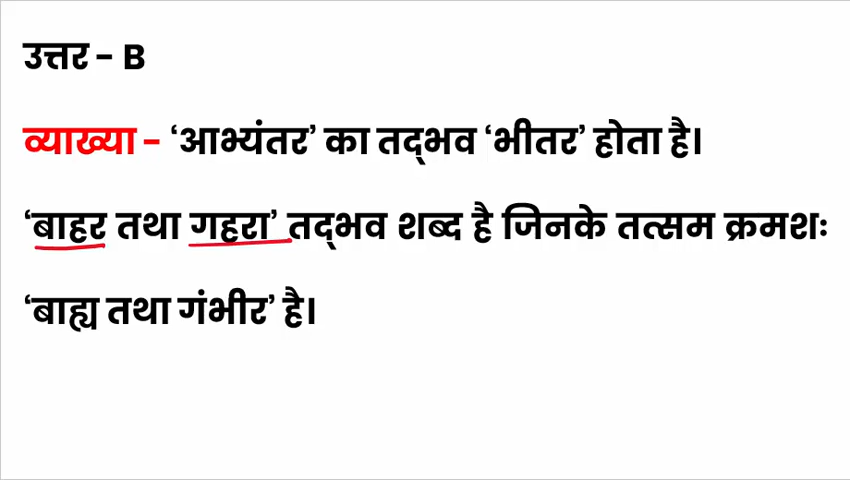 उत्तर – B
व्याख्या – ‘आभ्यंतर’ का तद्‌भव ‘भीतर’ होता है।
‘बाहर तथा गहरा’ तद्‌भव शब्द है जिनके तत्सम क्रमशः
‘बाह्य तथा गंभीर’ है।